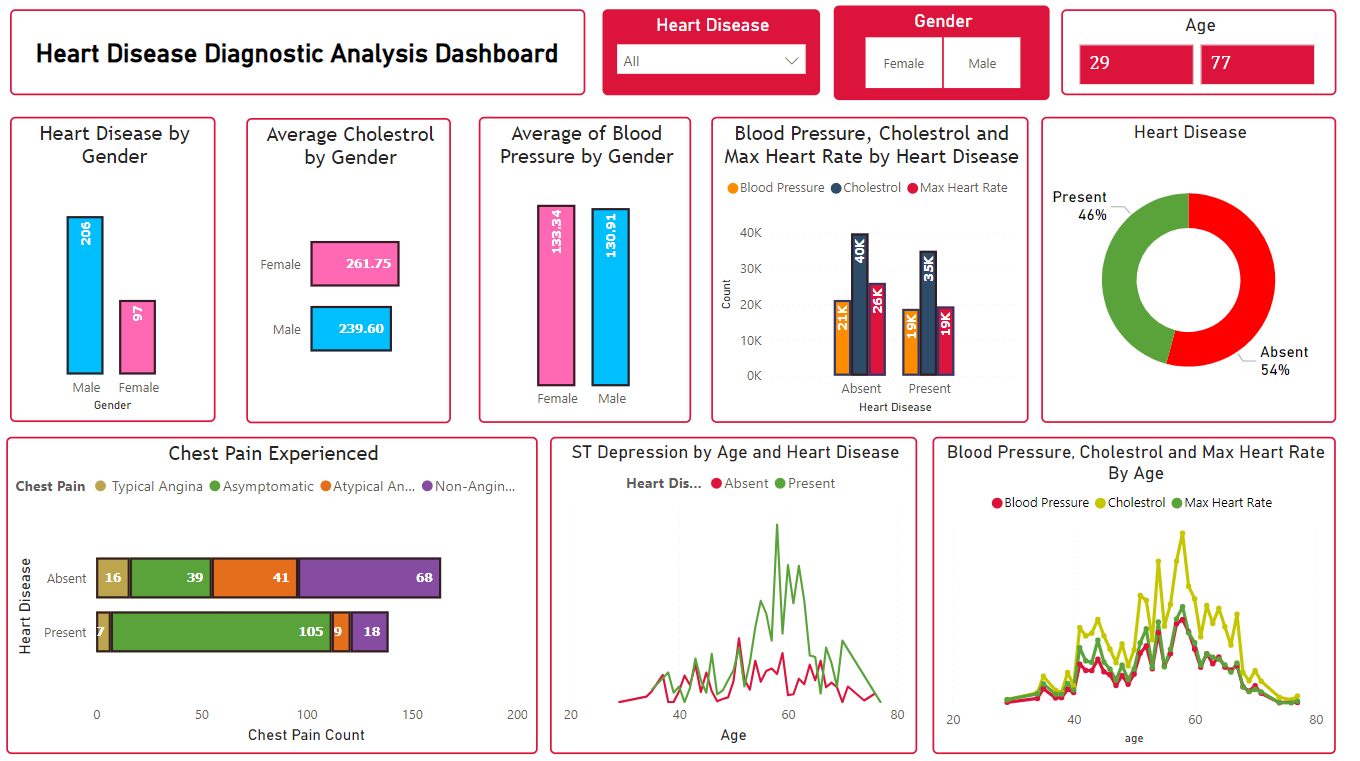 Heart Disease Diagnostic Analysis Dashboard
Heart Disease
All
Gender
Female
Male
Age
29
77
Heart Disease by
Gender
206
97
Male
Female
Gender
Average Cholestrol
by Gender
Female
261.75
Male
239.60
Average of Blood
Pressure by Gender
133.34
130.91
Female
Male
Blood Pressure, Cholestrol and
Max Heart Rate by Heart Disease
Blood Pressure
Cholestrol
Max Heart Rate
Count
40K
30K
20K
10K
0K
21K
40K
26K
19K
35K
19K
Absent
Present
Heart Disease
Heart Disease
Present
46%
Absent
54%
Chest Pain Experienced
Chest Pain
Typical Angina
Asymptomatic
Atypical An...
Non-Angin...
Heart Disease
Absent
16
39
41
68
Present
7
105
9
18
0
50
100
150
200
Chest Pain Count
ST Depression by Age and Heart Disease
Heart Dis...
Absent
Present
20
40
60
80
Age
Blood Pressure, Cholestrol and Max Heart Rate
By Age
Blood Pressure
Cholestrol
Max Heart Rate
20
40
60
80
age